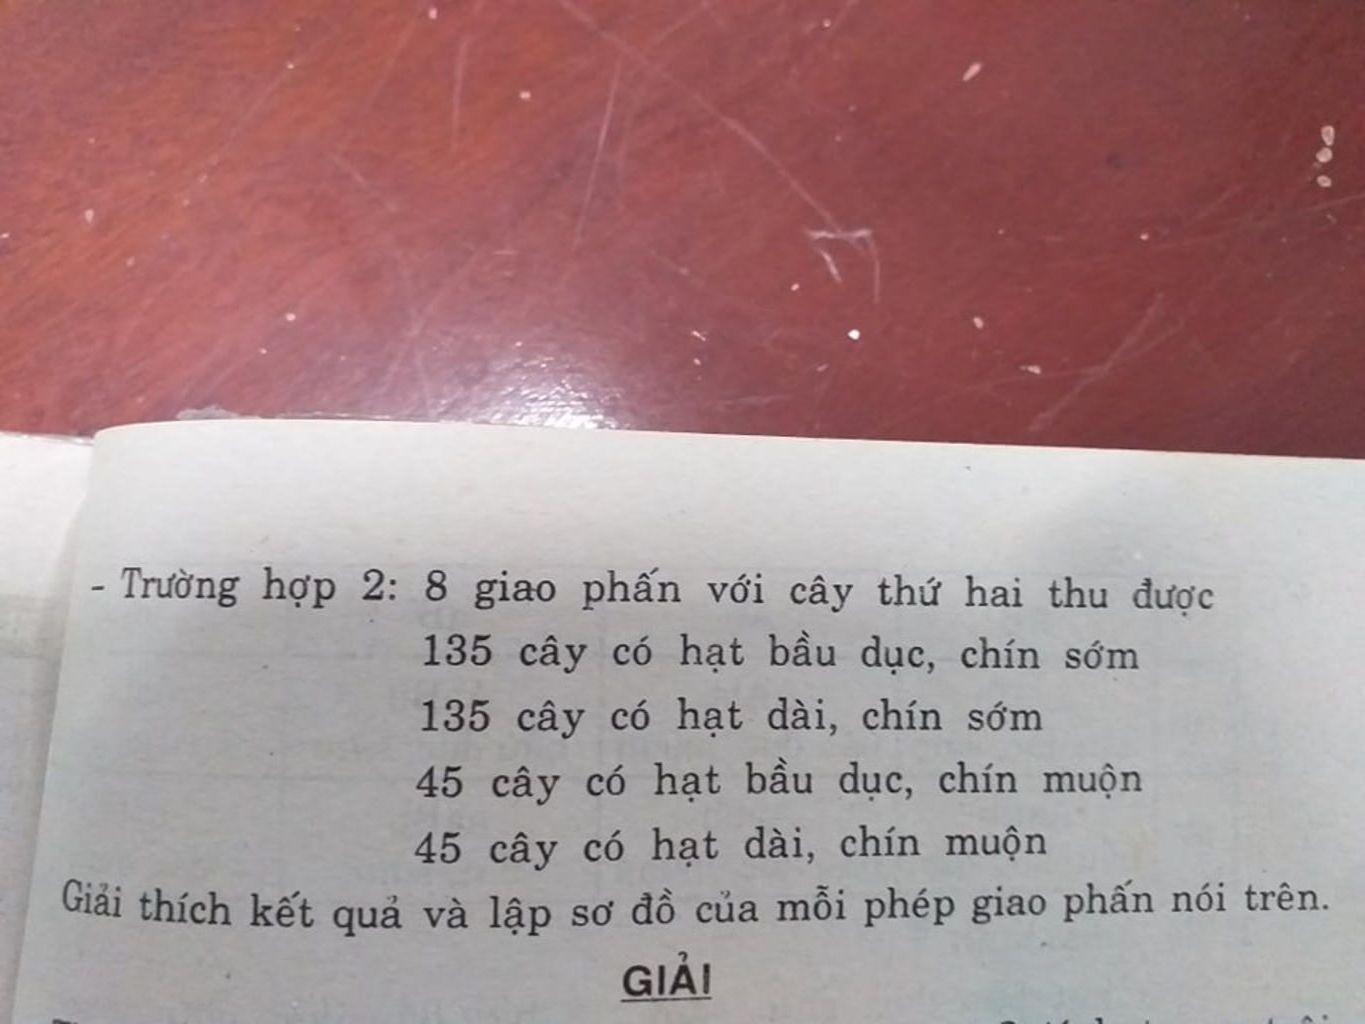 - Trường hợp 2: 8 giao phấn với cây thứ hai thu được
135 cây có hạt bầu dục, chín sớm
135 cây có hạt dài, chín sớm
45 cây có hạt bầu dục, chín muộn
45 cây có hạt dài, chín muộn
Giải thích kết quả và lập sơ đồ của mỗi phép giao phấn nói trên.
GIẢI